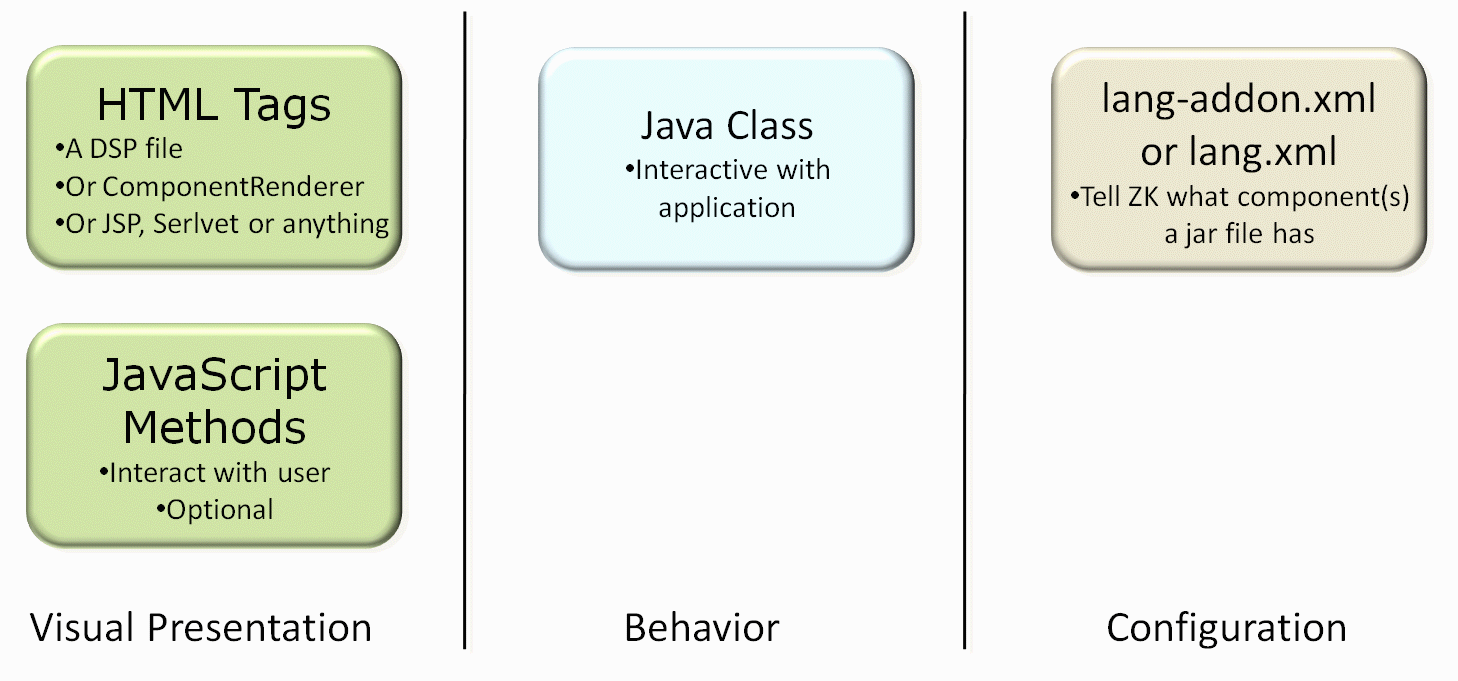 HTML Tags
•A DSP file
•Or ComponentRenderer
•Or JSP, Serlvet or anything
JavaScript
Methods
•Interact with user
•Optional
Visual Presentation
Java Class
•Interactive with
application
Behavior
lang-addon.xml
or lang.xml
•Tell ZK what component(s)
a jar file has
Configuration